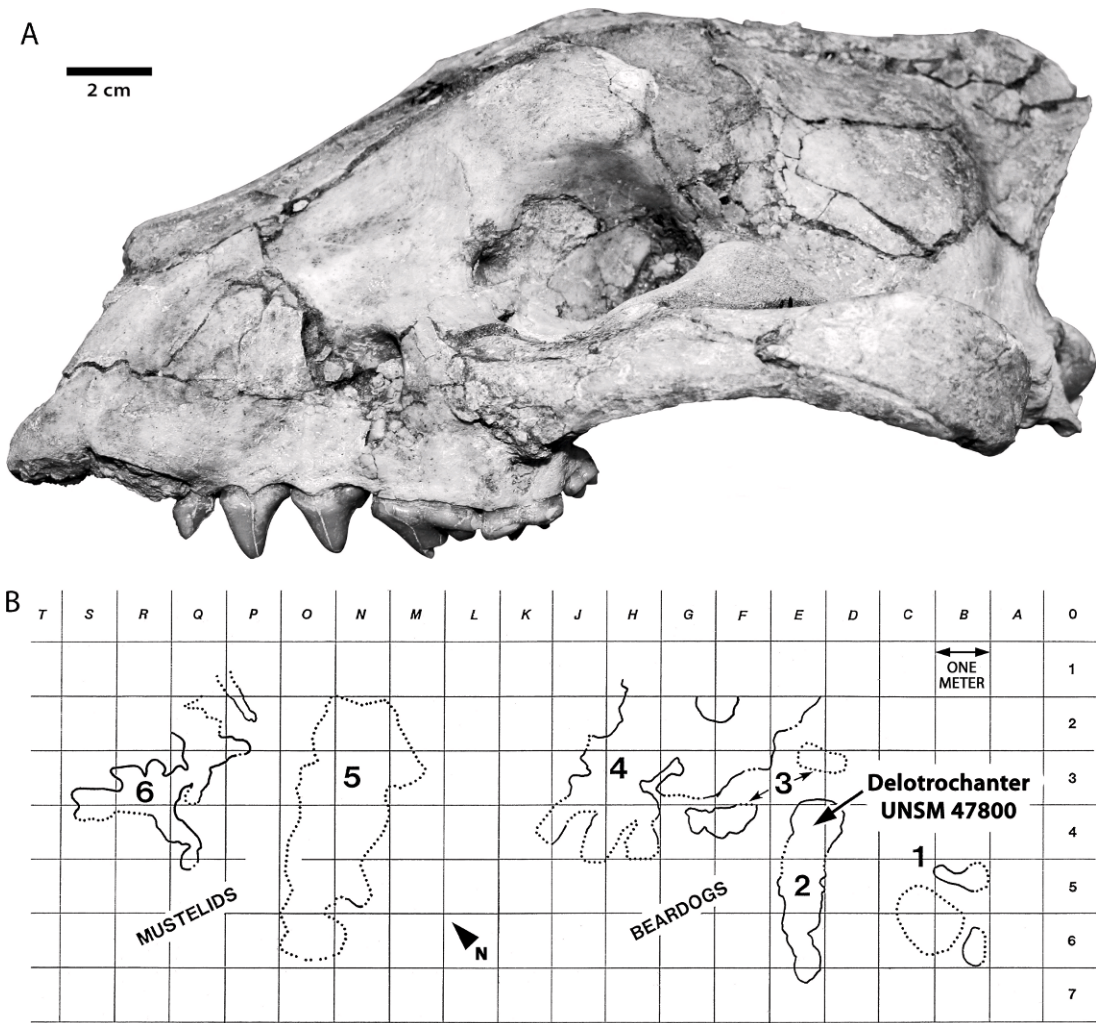 A
2 cm
B
T S R Q P O N M L K J H G F E D C B A 0
1
ONE
METER
2
3
4
5
6
7
6
5
4
3
Delotrochanter
UNSM 47800
1
2
MUSTELIDS
BEARDOGS
N